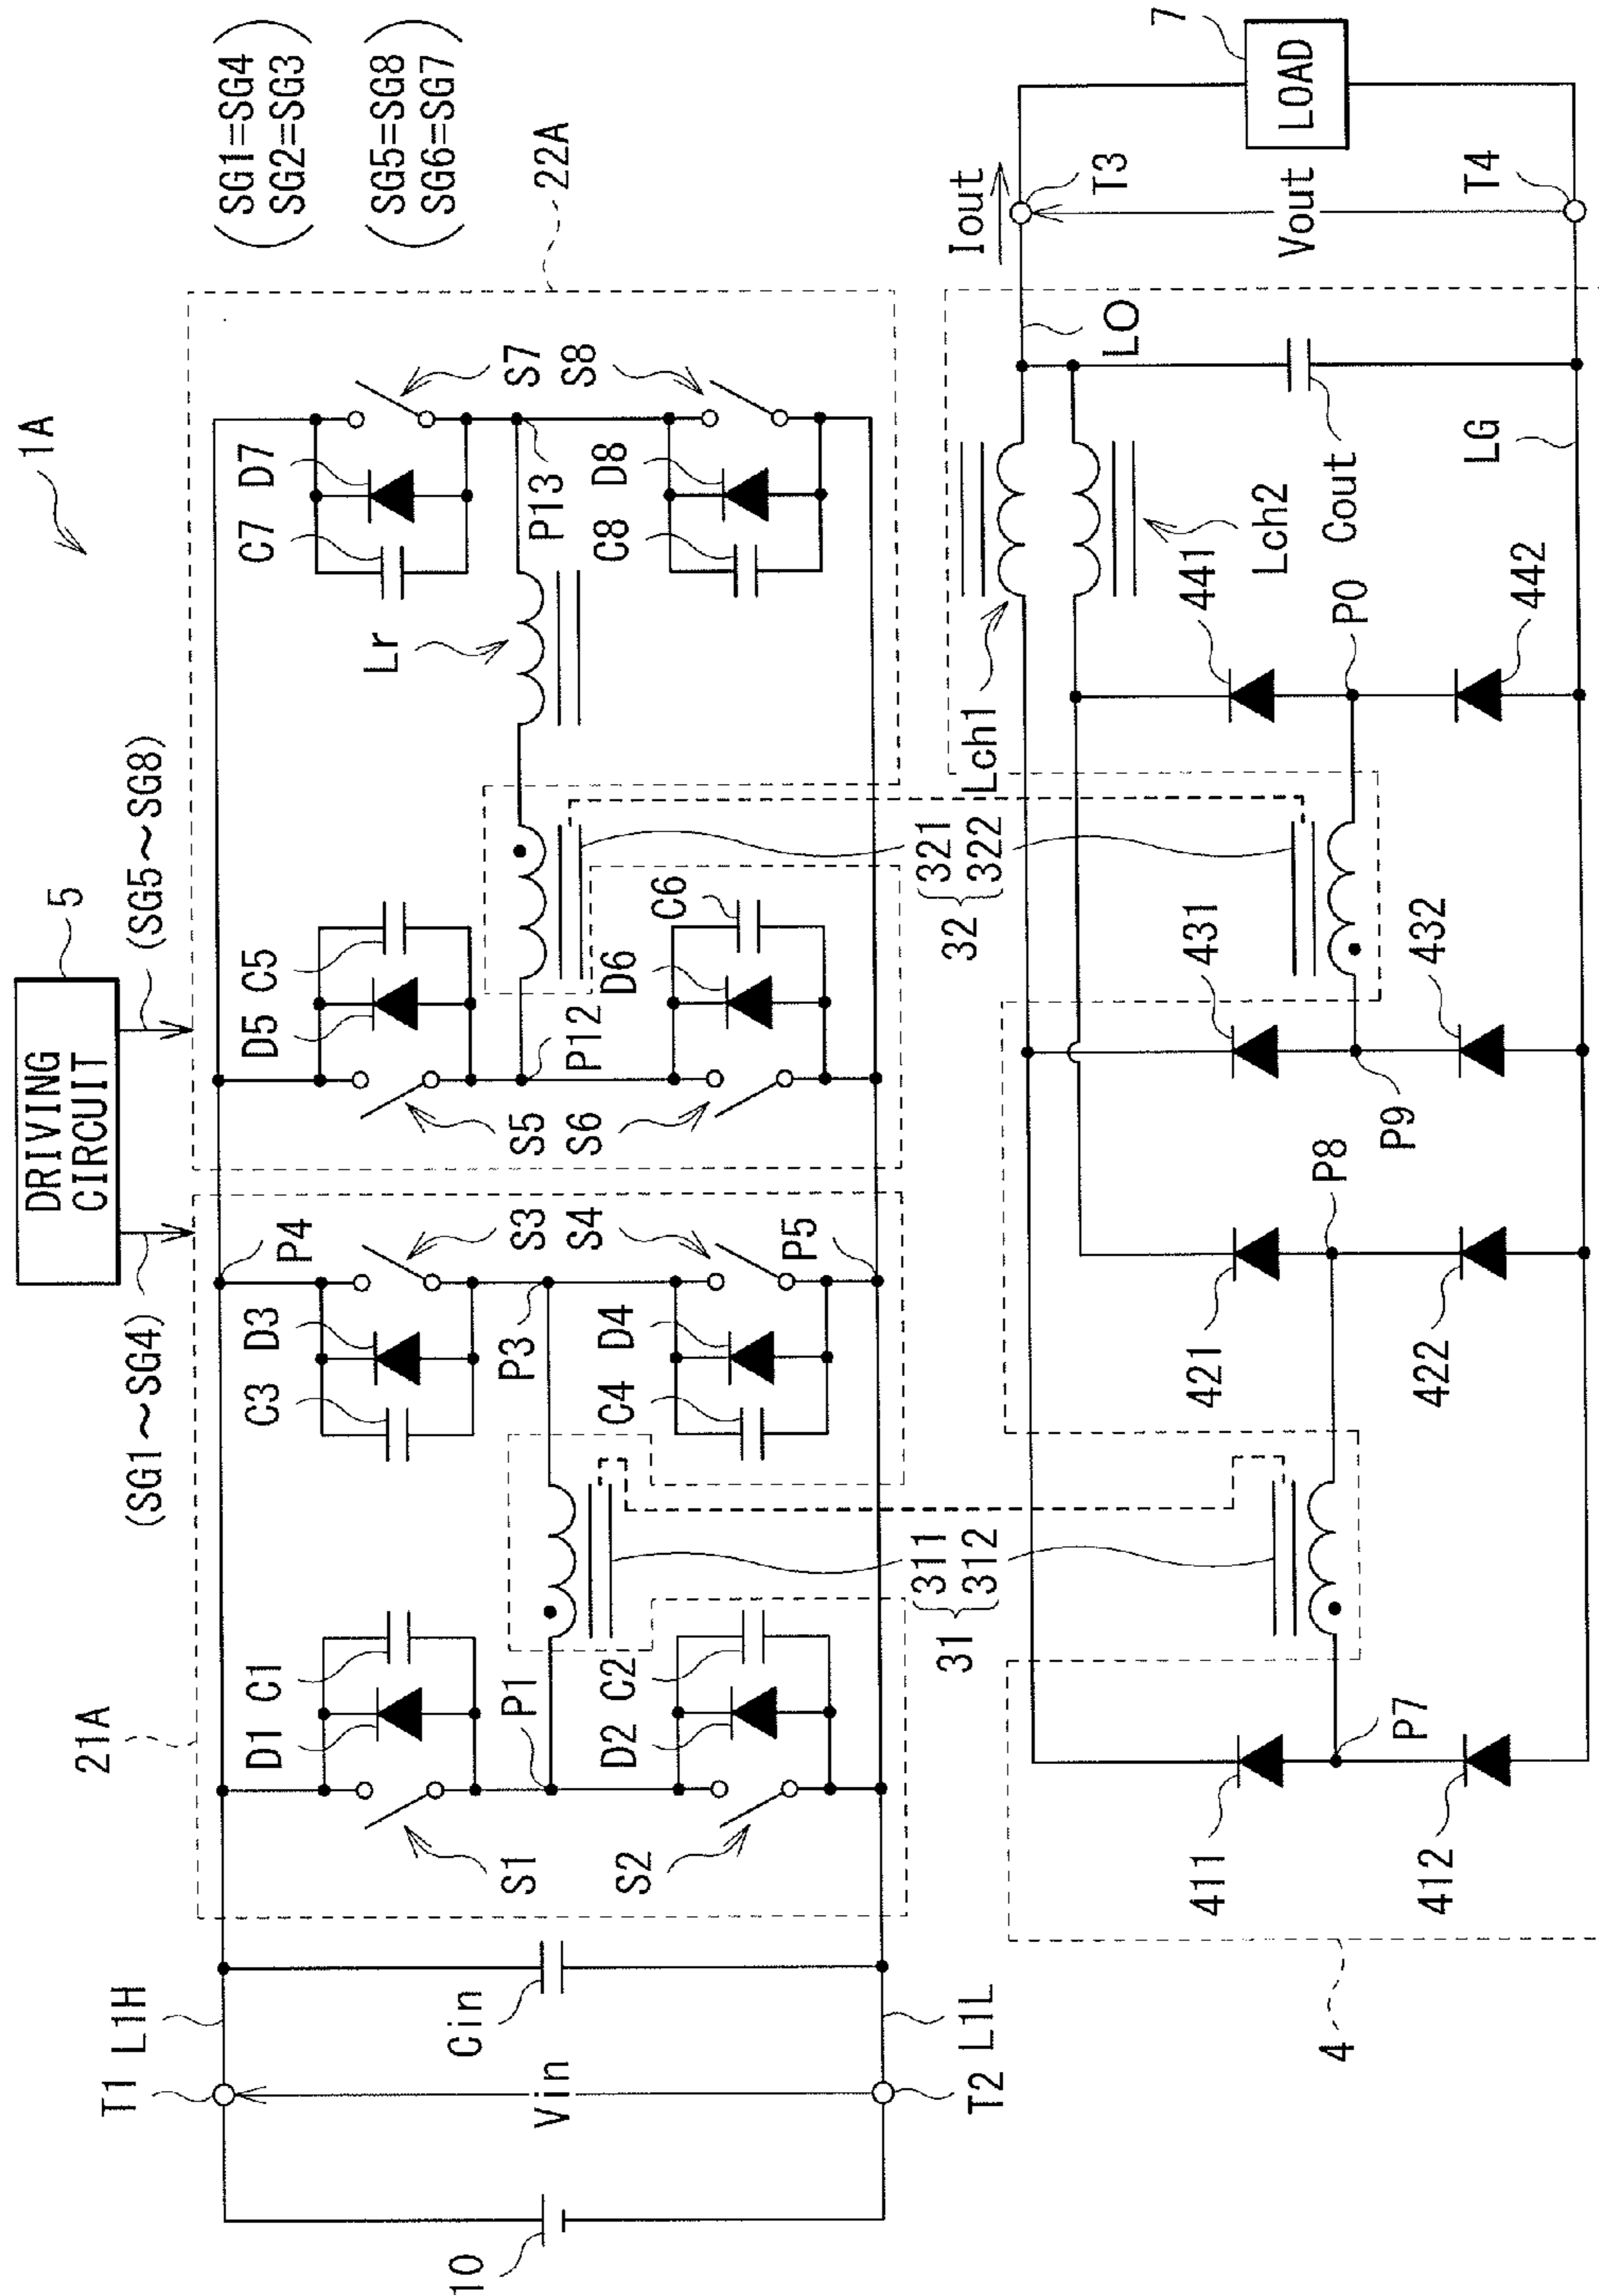 1A
DRIVING
CIRCUIT
5
(SG1～SG4)
(SG5～SG8)
(SG1=SG4
SG2=SG3)
(SG5=SG8
SG6=SG7)
21A
22A
T1
L1H
D1
C1
C3
D3
P4
D5
C5
C7
D7
S1
P1
P3
S3
S5
P12
Lr
P13
S7
10
Vin
Cin
S2
D2
C2
C4
D4
S4
P5
S6
D6
C6
C8
D8
S8
T2
L1L
31
311
312
32
321
322
Lch1
Lch2
LO
Iout
T3
7
LOAD
Vout
T4
4
411
412
P7
421
422
P8
431
432
P9
441
442
P0
Cout
LG